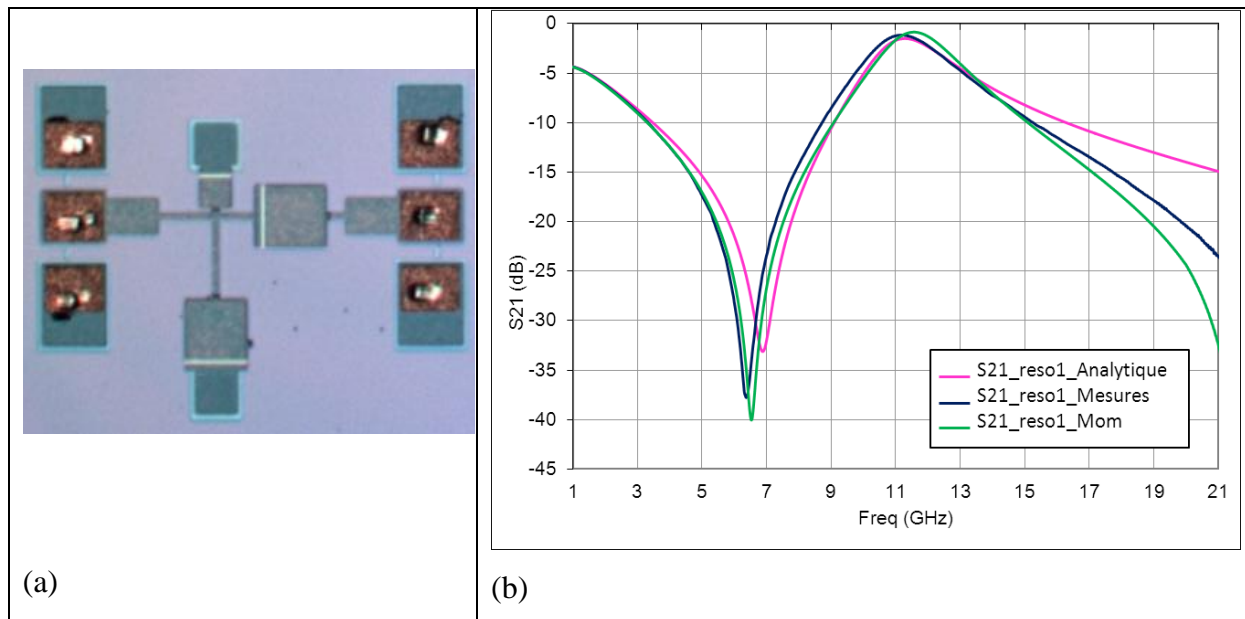 0
-5
-10
-15
-20
-25
-30
-35
-40
-45
S21 (dB)
S21_reso1_Analytique
S21_reso1_Mesures
S21_reso1_Mom
1 3 5 7 9 11 13 15 17 19 21
Freq (GHz)
(a)
(b)